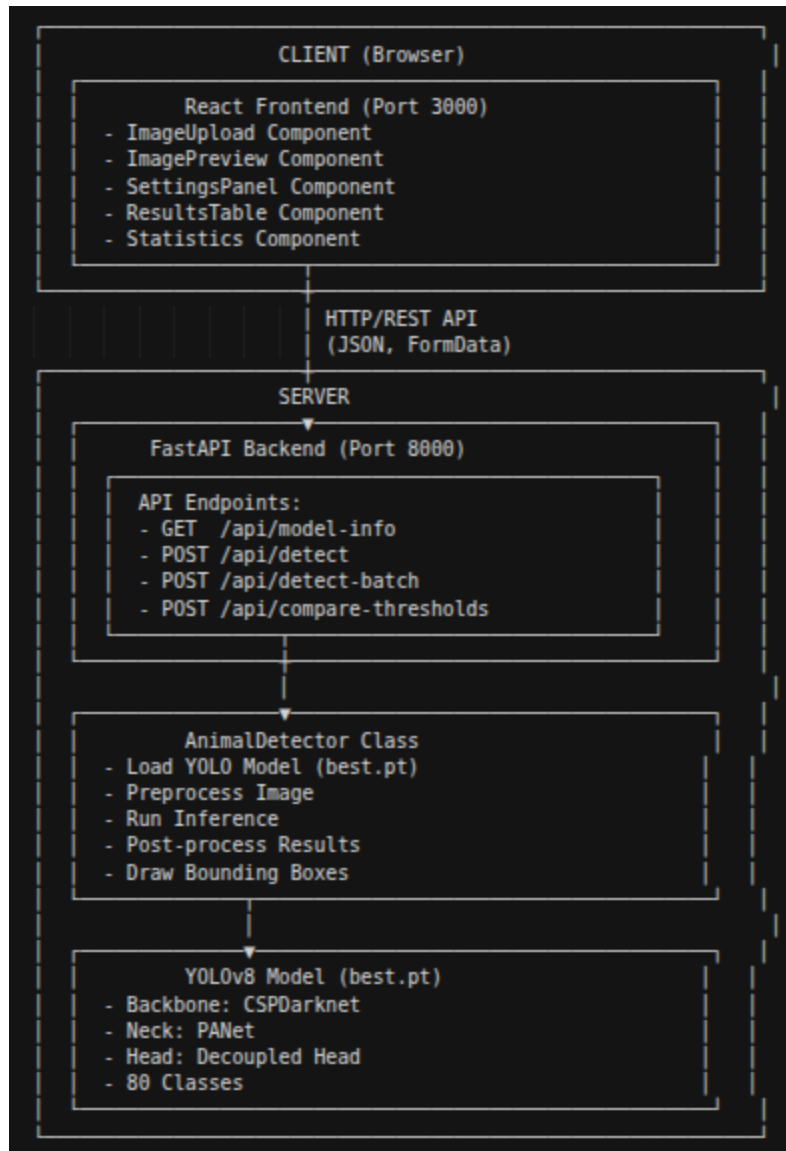 CLIENT (Browser)
React Frontend (Port 3000)
- ImageUpload Component
- ImagePreview Component
- SettingsPanel Component
- ResultsTable Component
- Statistics Component
HTTP/REST API
(JSON, FormData)
SERVER
FastAPI Backend (Port 8000)
API Endpoints:
- GET  /api/model-info
- POST /api/detect
- POST /api/detect-batch
- POST /api/compare-thresholds
AnimalDetector Class
- Load YOLO Model (best.pt)
- Preprocess Image
- Run Inference
- Post-process Results
- Draw Bounding Boxes
YOLOv8 Model (best.pt)
- Backbone: CSPDarknet
- Neck: PANet
- Head: Decoupled Head
- 80 Classes